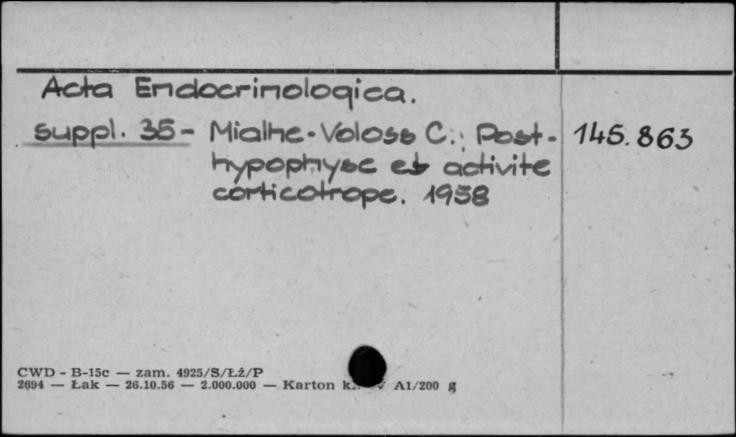 Acta Endocrinologica.
suppl. 35 - Mialhe-Voloss C.: Post- 145.863
hypophyse et activite
corticotrope. 1958
CWD - B-15c — zam. 4925/S/Łź/P
2694 — Łak — 26.10.56 — 2.000.000 — Karton k. V A1/200 g